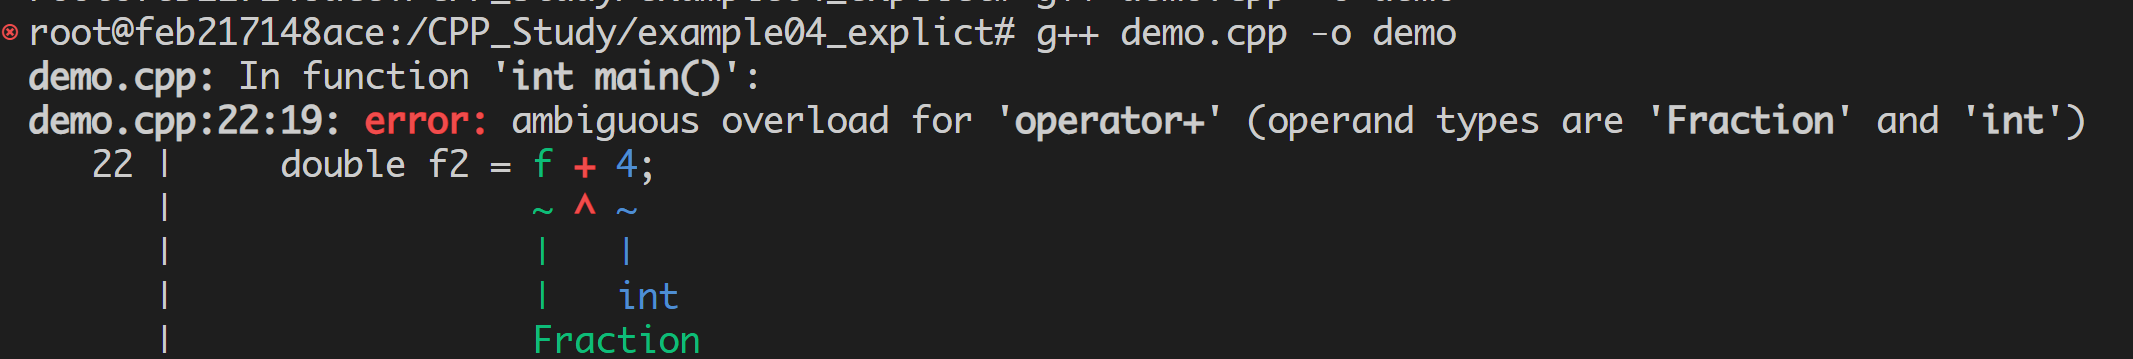 root@feb217148ace:/CPP_Study/example04_explict# g++ demo.cpp -o demo
demo.cpp: In function 'int main()':
demo.cpp:22:19: error: ambiguous overload for 'operator+' (operand types are 'Fraction' and 'int')
   22 |     double f2 = f + 4;
      |                 ~ ^ ~
      |                 |   |
      |                 |   int
      |                 Fraction